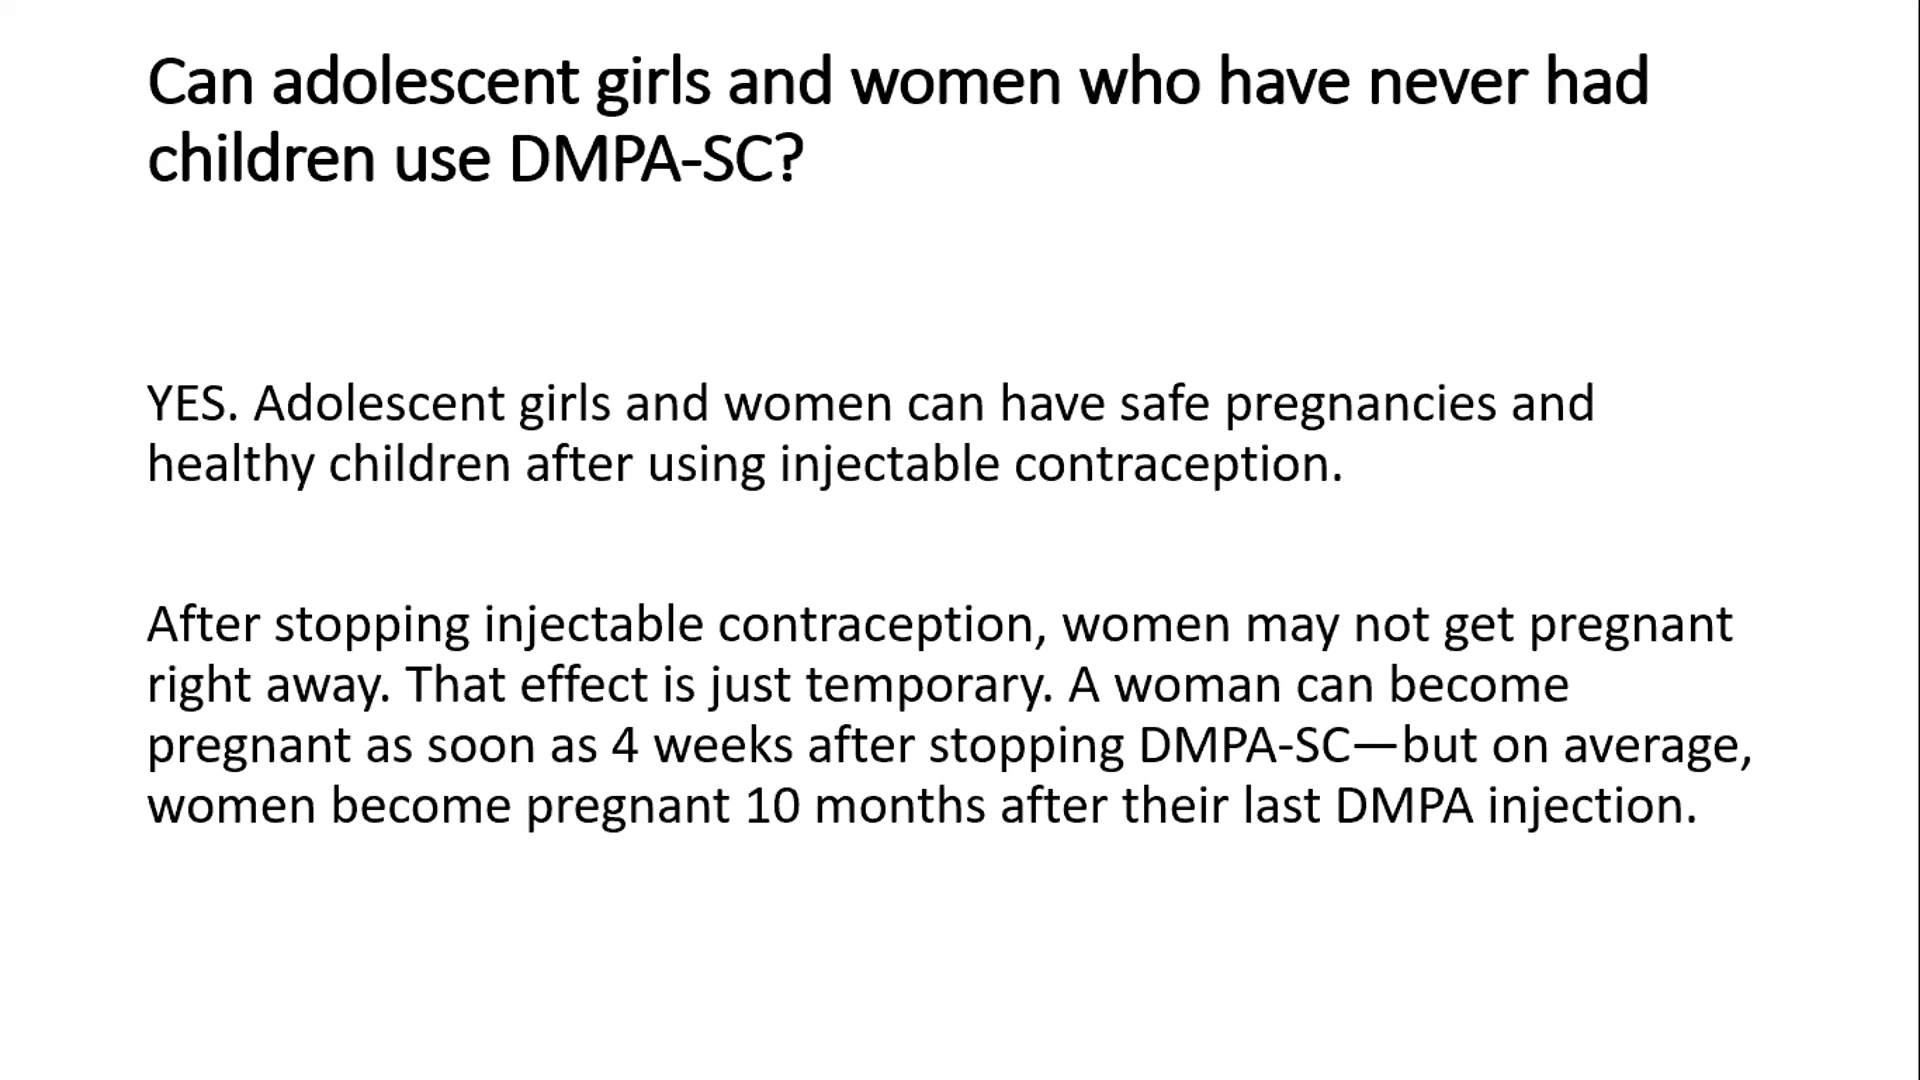 Can adolescent girls and women who have never had
children use DMPA-SC?
YES. Adolescent girls and women can have safe pregnancies and
healthy children after using injectable contraception.
After stopping injectable contraception, women may not get pregnant
right away. That effect is just temporary. A woman can become
pregnant as soon as 4 weeks after stopping DMPA-SC—but on average,
women become pregnant 10 months after their last DMPA injection.